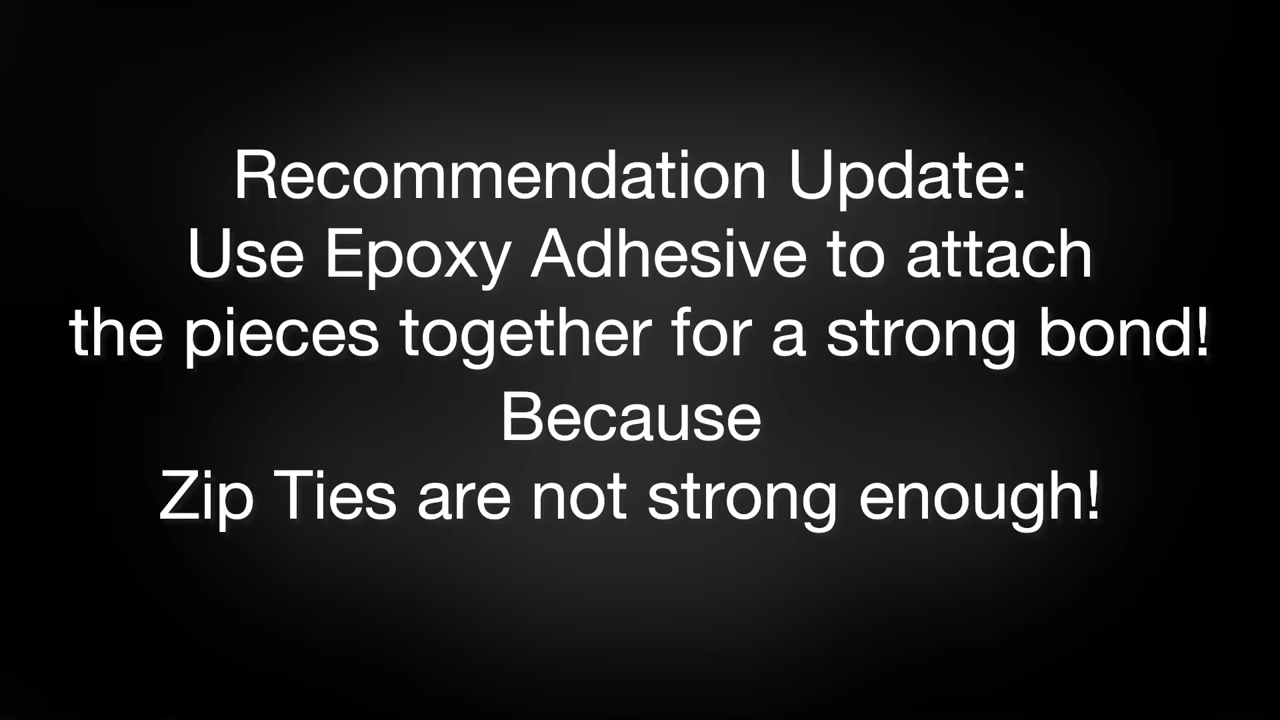 Recommendation Update:
Use Epoxy Adhesive to attach
the pieces together for a strong bond!
Because
Zip Ties are not strong enough!